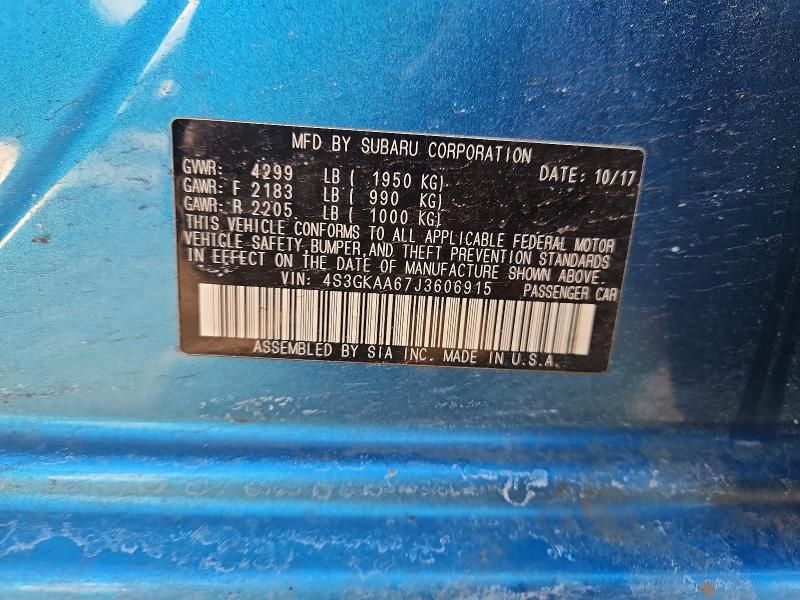 MFD BY SUBARU CORPORATION
GVWR: 4299 LB ( 1950 KG) DATE: 10/17
GAWR: F 2183 LB ( 990 KG)
GAWR: R 2205 LB ( 1000 KG)
THIS VEHICLE CONFORMS TO ALL APPLICABLE FEDERAL MOTOR
VEHICLE SAFETY, BUMPER, AND THEFT PREVENTION STANDARDS
IN EFFECT ON THE DATE OF MANUFACTURE SHOWN ABOVE.
VIN: 4S3GKAA67J3606915 PASSENGER CAR
ASSEMBLED BY SIA INC. MADE IN U.S.A.